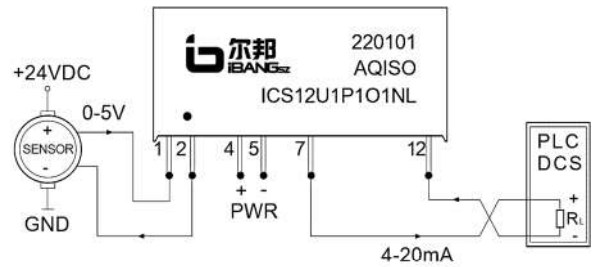 尔邦
iBANGsz
220101
AQISO
ICS12U1P1O1NL
+24VDC
0-5V
+
SENSOR
-
GND
1 2 4 5 7 12
+ -
PWR
4-20mA
PLC
DCS
+
RL
-